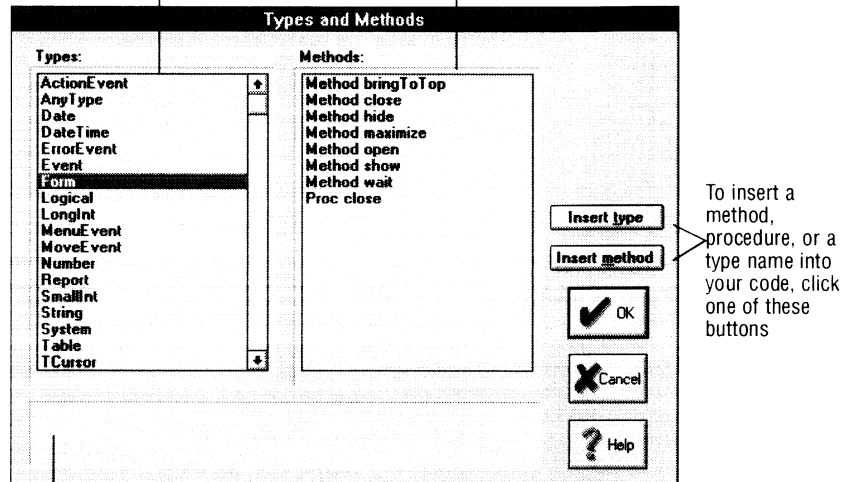 Types and Methods
Types:
ActionEvent
AnyType
Date
DateTime
ErrorEvent
Event
Form
Logical
LongInt
MenuEvent
MoveEvent
Number
Report
SmallInt
String
System
Table
TCursor
Methods:
Method bringToTop
Method close
Method hide
Method maximize
Method open
Method show
Method wait
Proc close
Insert type
Insert method
OK
Cancel
Help
To insert a
method,
procedure, or a
type name into
your code, click
one of these
buttons